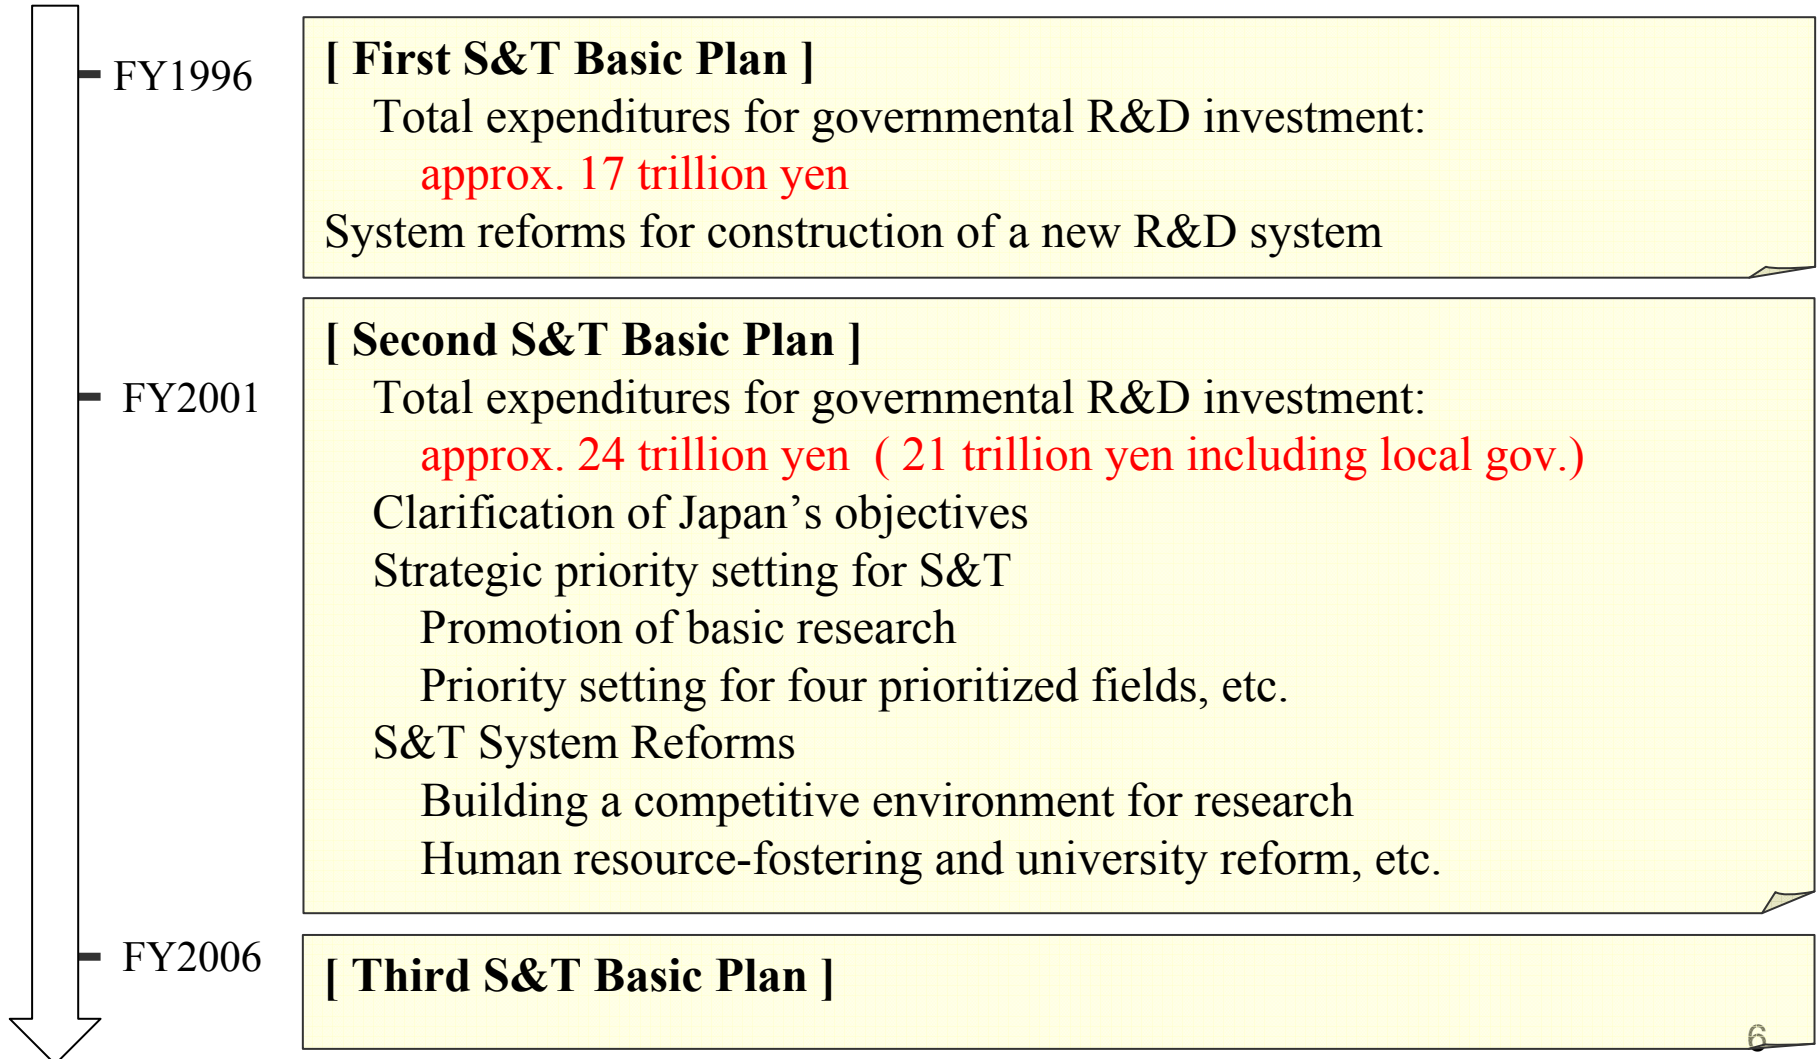 FY1996
[ First S&T Basic Plan ]
Total expenditures for governmental R&D investment:
approx. 17 trillion yen
System reforms for construction of a new R&D system
FY2001
[ Second S&T Basic Plan ]
Total expenditures for governmental R&D investment:
approx. 24 trillion yen ( 21 trillion yen including local gov.)
Clarification of Japan’s objectives
Strategic priority setting for S&T
Promotion of basic research
Priority setting for four prioritized fields, etc.
S&T System Reforms
Building a competitive environment for research
Human resource-fostering and university reform, etc.
FY2006
[ Third S&T Basic Plan ]
6